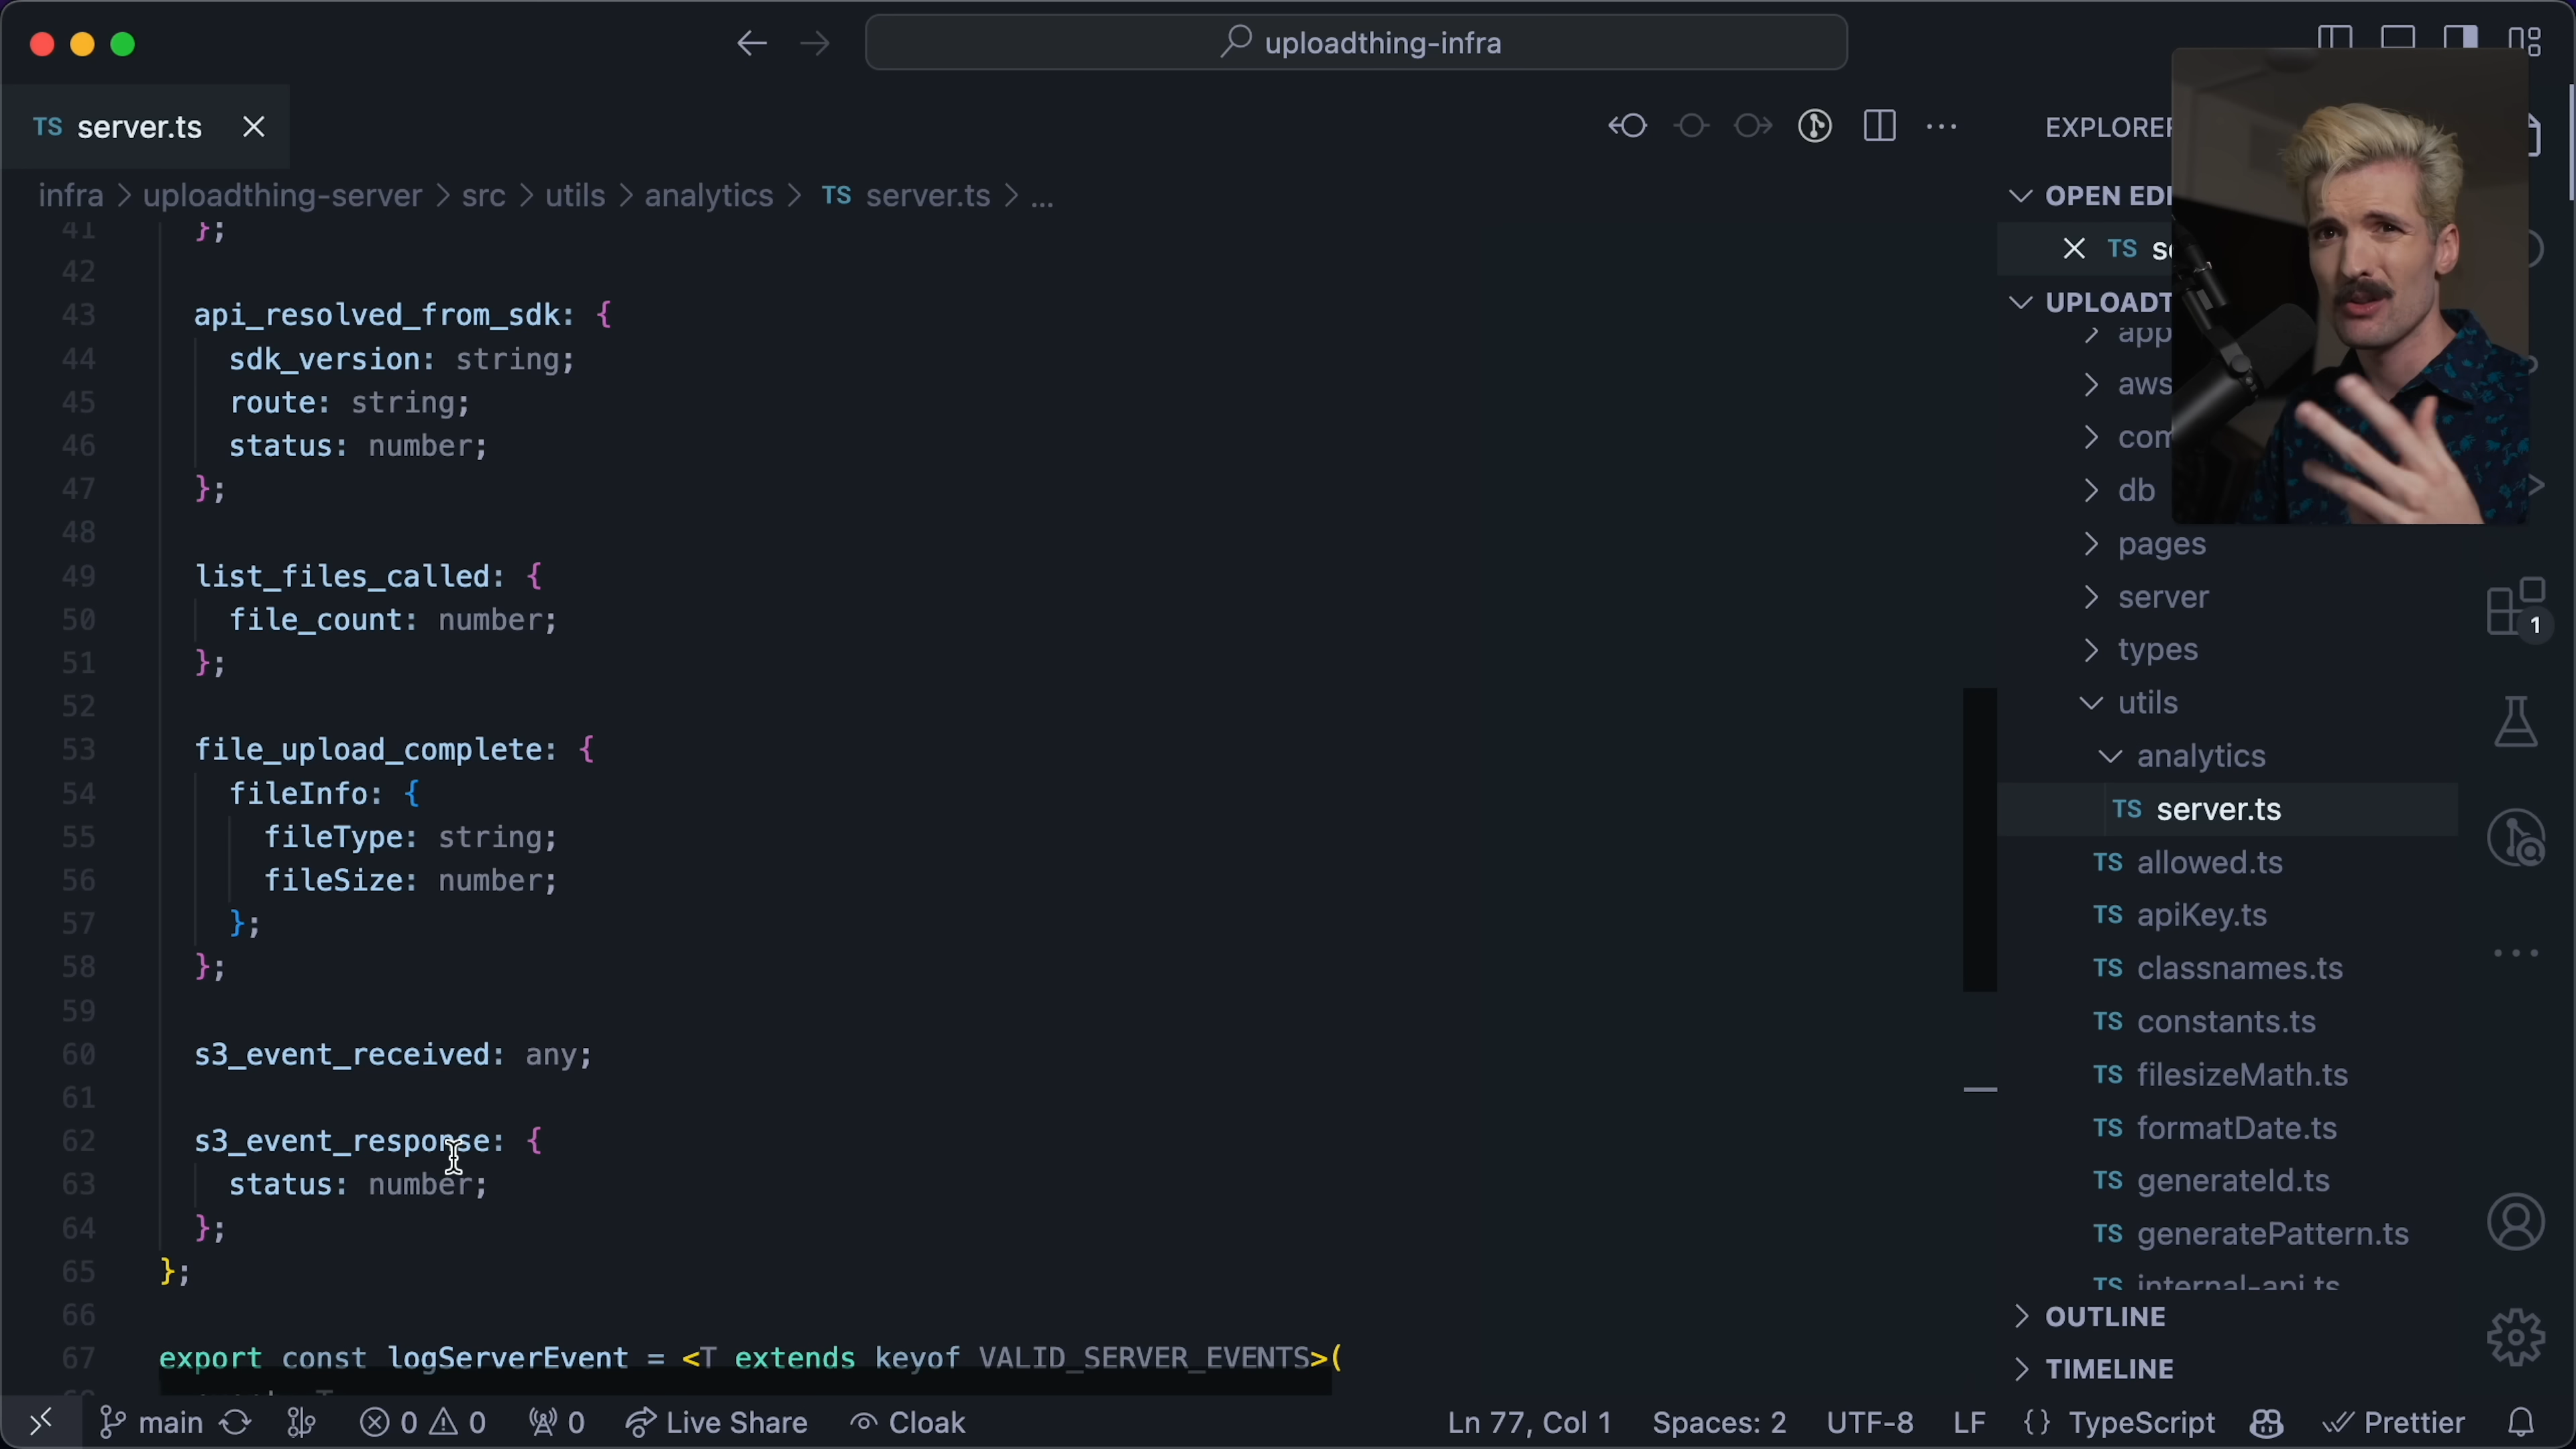 uploadthing-infra
TS server.ts
EXPLORER
infra > uploadthing-server > src > utils > analytics > TS server.ts > ...
41 };
42
43 api_resolved_from_sdk: {
44 sdk_version: string;
45 route: string;
46 status: number;
47 };
48
49 list_files_called: {
50 file_count: number;
51 };
52
53 file_upload_complete: {
54 fileInfo: {
55 fileType: string;
56 fileSize: number;
57 };
58 };
59
60 s3_event_received: any;
61
62 s3_event_response: {
63 status: number;
64 };
65 };
66
67 export const logServerEvent = <T extends keyof VALID_SERVER_EVENTS>(
OPEN EDI
TS se
UPLOADT
app
aws
com
db
pages
server
types
utils
analytics
TS server.ts
TS allowed.ts
TS apiKey.ts
TS classnames.ts
TS constants.ts
TS filesizeMath.ts
TS formatDate.ts
TS generateId.ts
TS generatePattern.ts
TS internal-api.ts
OUTLINE
TIMELINE
1
main 0 0 0 Live Share Cloak Ln 77, Col 1 Spaces: 2 UTF-8 LF {} TypeScript Prettier